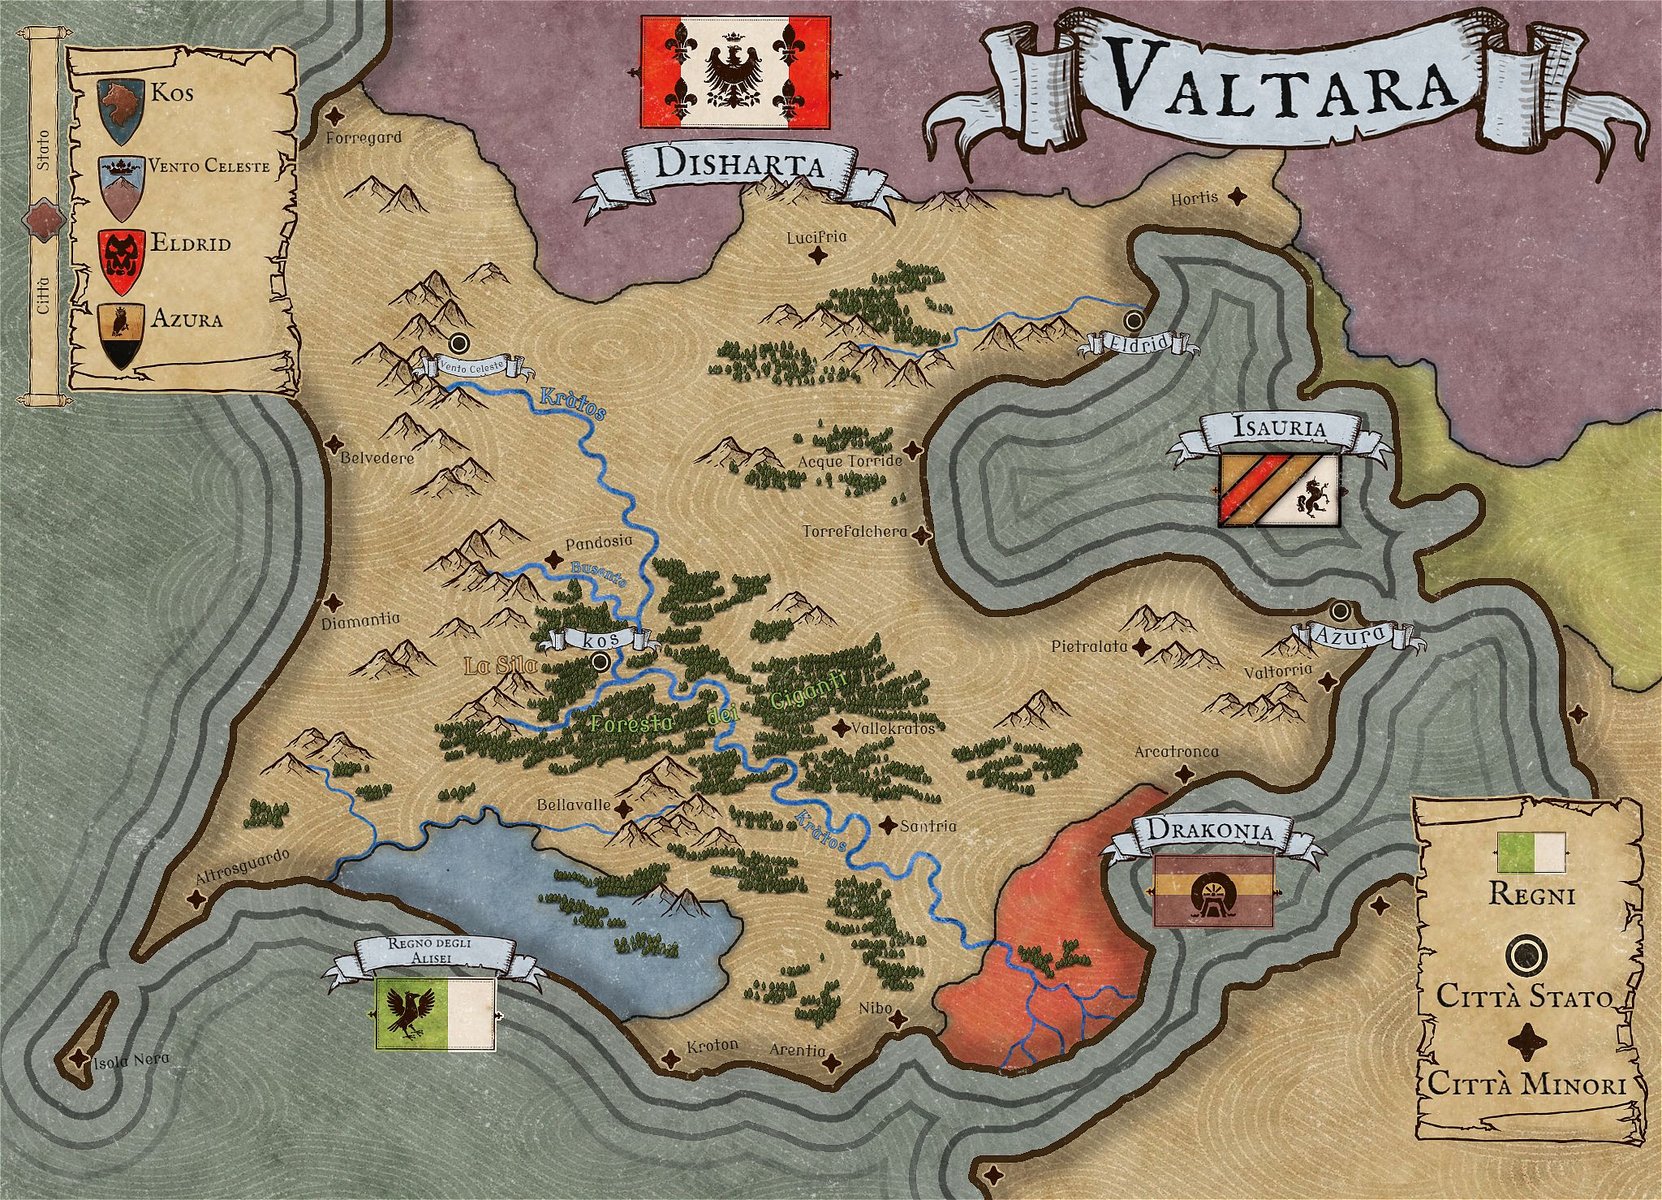 Valtara
Disharta
Stato
Città
Kos
Vento Celeste
Eldrid
Azura
Forregard
Hortis
LuciFria
Eldrid
Vento Celeste
Kràtos
Isauria
Belvedere
Acque Torride
TorreFalchera
Pandosia
Busento
Diamantia
kos
Azura
La Sila
Pietralata
Valtorria
Foresta dei Giganti
Vallekratos
Arcatronca
Bellavalle
Kràtos
Santria
Drakonia
Altrosguardo
Regno degli
Alisei
Nibo
Kroton
Arentia
Isola Nera
Regni
Città Stato
Città Minori